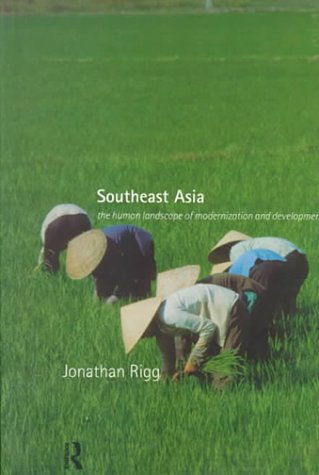 Southeast Asia
the human landscape of modernization and developmen
Jonathan Rigg
R